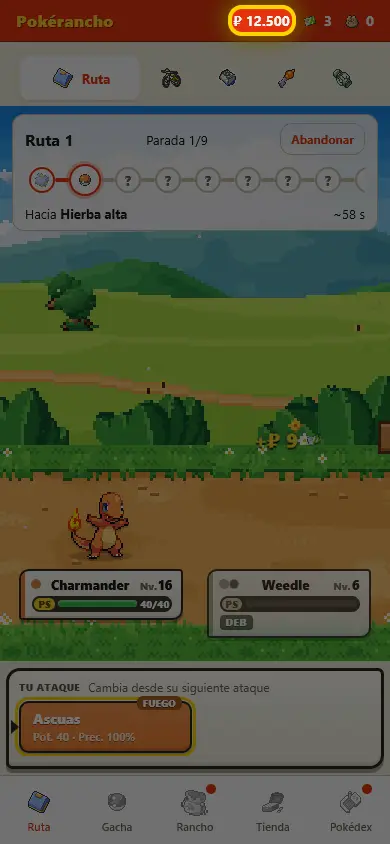 Pokérancho ₽ 12.500 3 0
Ruta
Ruta 1 Parada 1/9 Abandonar
? ? ? ? ? ?
Hacia Hierba alta ~58 s
+₽ 9
Charmander Nv.16
PS 40/40
Weedle Nv.6
PS
DEB
TU ATAQUE Cambia desde su siguiente ataque
FUEGO
Ascuas
Pot. 40 · Prec. 100%
Ruta Gacha Rancho Tienda Pokédex